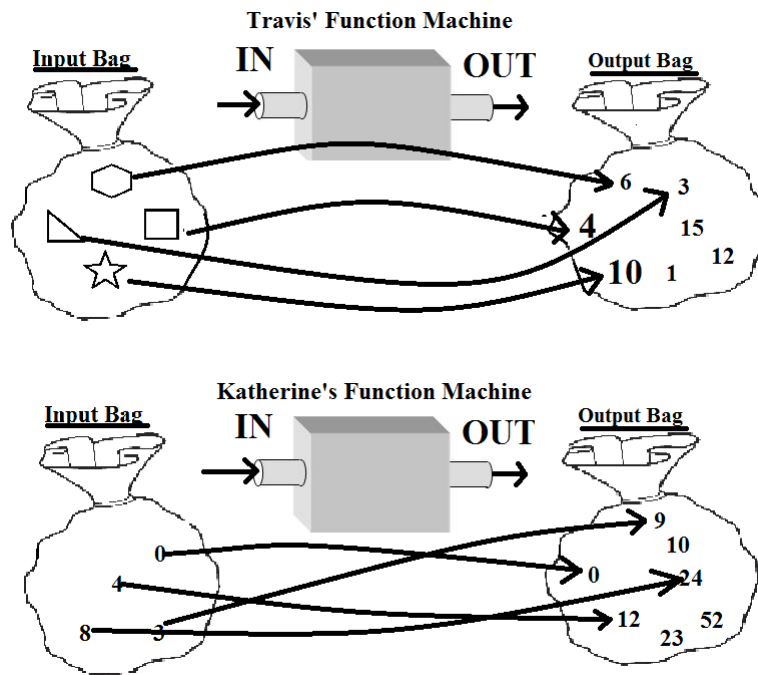 Travis' Function Machine
Input Bag
IN
OUT
Output Bag
6
3
4
15
12
10
1
Katherine's Function Machine
Input Bag
IN
OUT
Output Bag
9
0
10
4
0
24
12
52
8
3
23